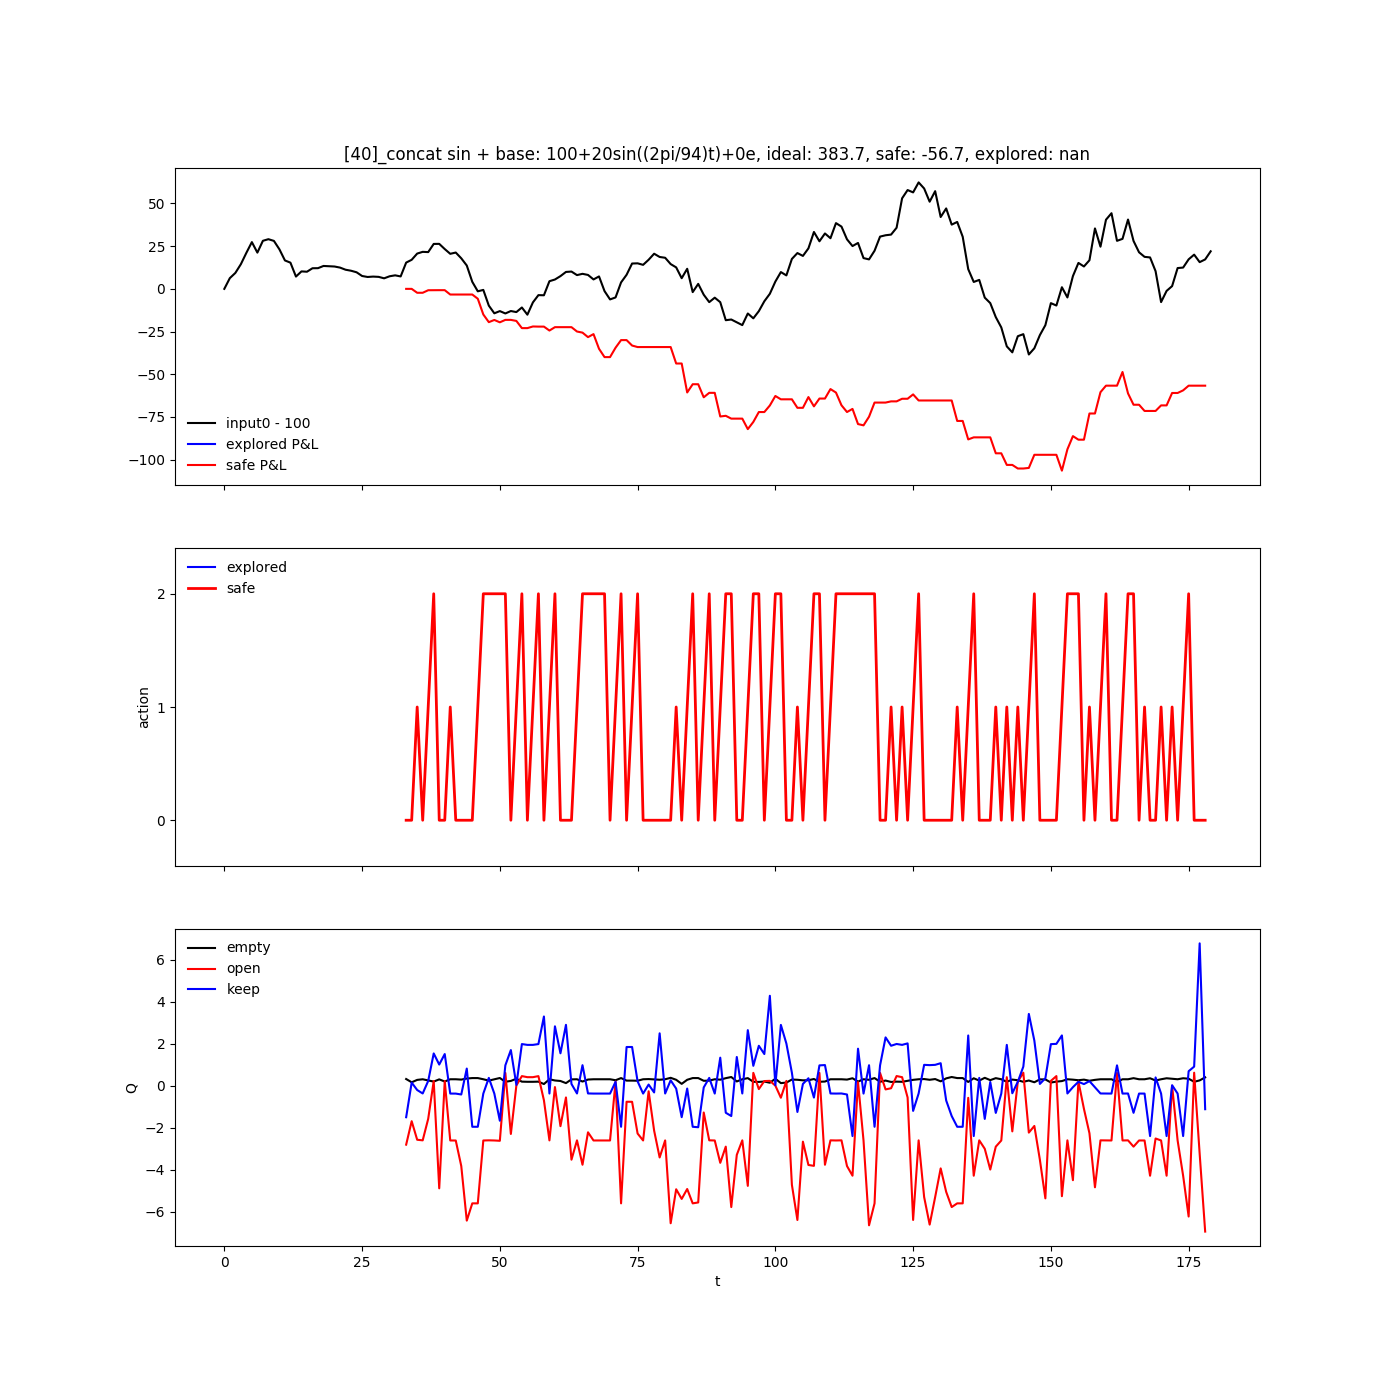 [40]_concat sin + base: 100+20sin((2pi/94)t)+0e, ideal: 383.7, safe: -56.7, explored: nan
50
25
0
−25
−50
−75
−100
input0 - 100
explored P&L
safe P&L
action
2
1
0
explored
safe
Q
6
4
2
0
−2
−4
−6
empty
open
keep
0 25 50 75 100 125 150 175
t